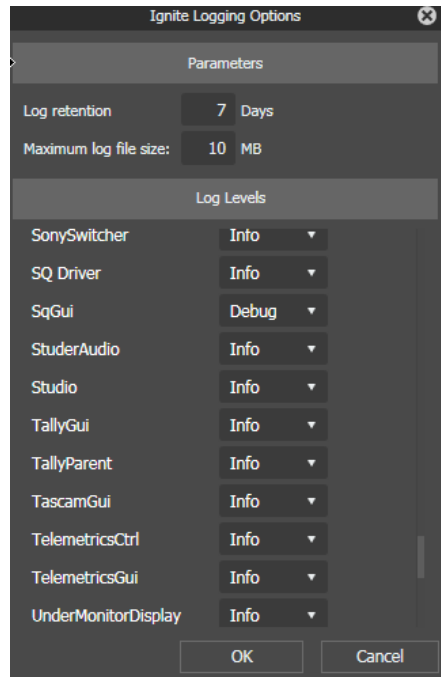 Ignite Logging Options
Parameters
Log retention 7 Days
Maximum log file size: 10 MB
Log Levels
SonySwitcher Info
SQ Driver Info
SqGui Debug
StuderAudio Info
Studio Info
TallyGui Info
TallyParent Info
TascamGui Info
TelemetricsCtrl Info
TelemetricsGui Info
UnderMonitorDisplay Info
OK Cancel